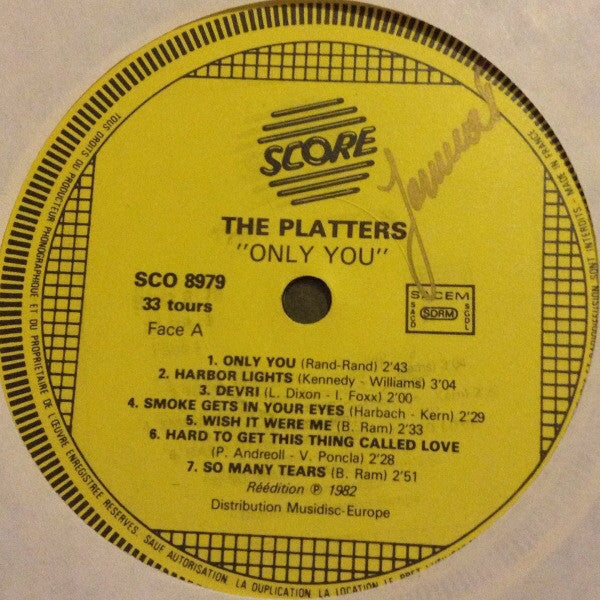 SCORE
THE PLATTERS
"ONLY YOU"
SCO 8979
33 tours
Face A
SACEM
SACD
SDRM
SGDL
1. ONLY YOU (Rand-Rand) 2'43
2. HARBOR LIGHTS (Kennedy - Williams) 3'04
3. DEVRI (L. Dixon - I. Foxx) 2'00
4. SMOKE GETS IN YOUR EYES (Harbach - Kern) 2'29
5. WISH IT WERE ME (B. Ram) 2'33
6. HARD TO GET THIS THING CALLED LOVE
(P. Andreoll - V. Poncla) 2'28
7. SO MANY TEARS (B. Ram) 2'51
Réédition ℗ 1982
Distribution Musidisc-Europe
TOUS DROITS DU PRODUCTEUR PHONOGRAPHIQUE ET DU PROPRIETAIRE DE L'ŒUVRE ENREGISTREE RESERVES. SAUF AUTORISATION LA DUPLICATION LA LOCATION LE PRET
INTERDITS - MADE IN FRANCE